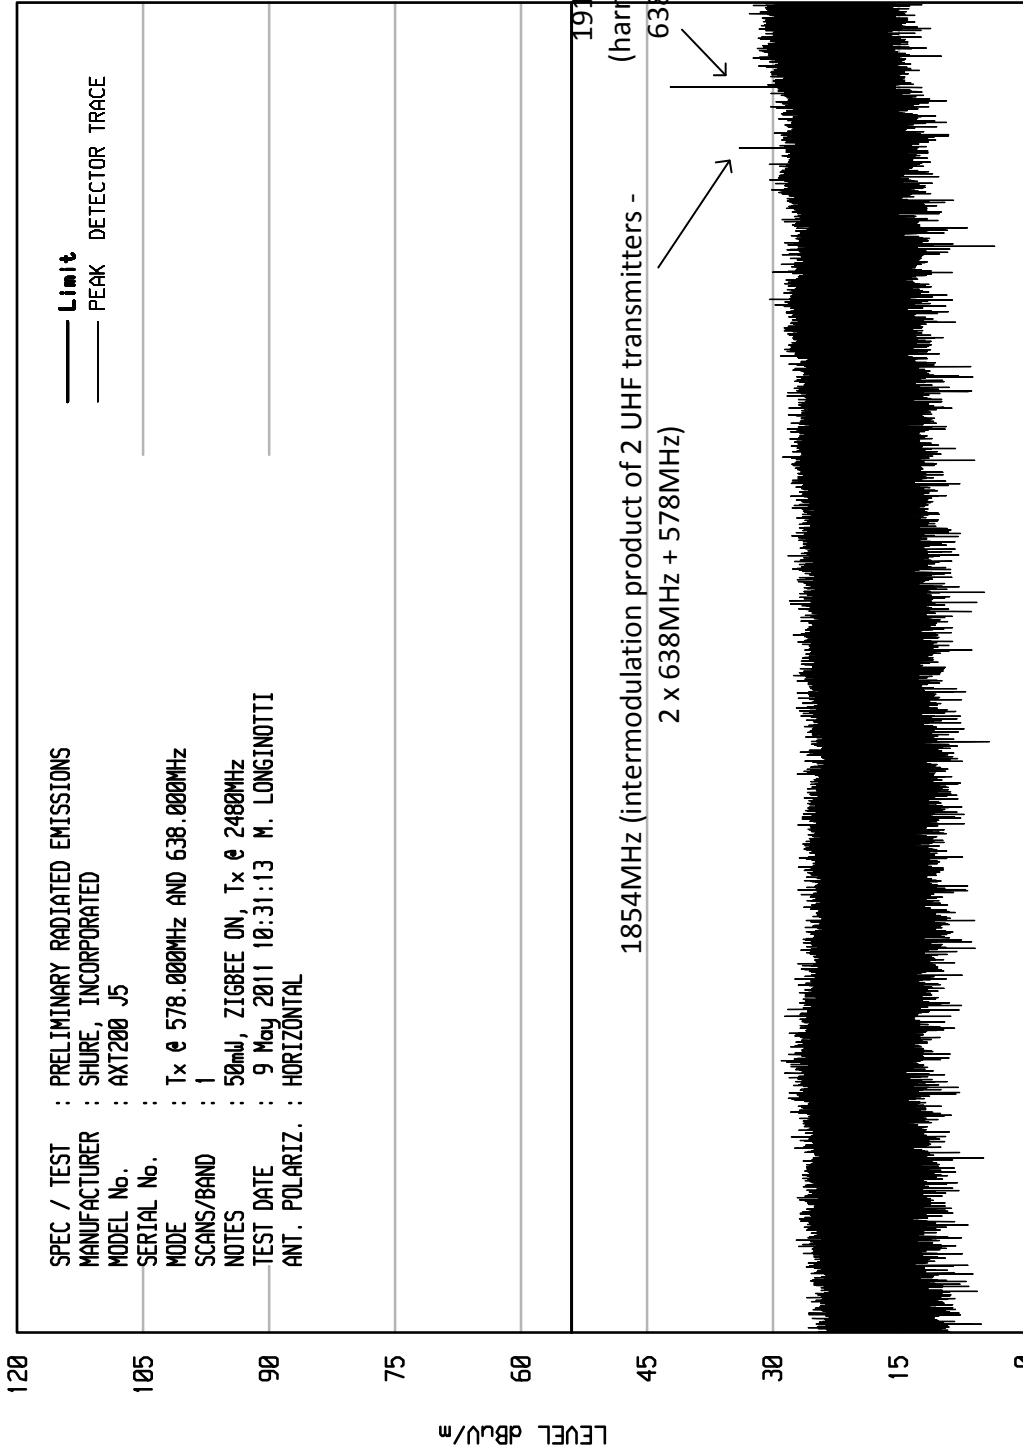 SPEC / TEST : PRELIMINARY RADIATED EMISSIONS
MANUFACTURER : SHURE, INCORPORATED
MODEL No. : AXT200 J5
SERIAL No. :
MODE : Tx @ 578.000MHz AND 638.000MHz
SCANS/BAND : 1
NOTES : 50mW, ZIGBEE ON, Tx @ 2480MHz
TEST DATE : 9 May 2011 10:31:13 M. LONGINOTTI
ANT. POLARIZ. : HORIZONTAL
Limit
PEAK DETECTOR TRACE
LEVEL dBuV/m
120
105
90
75
60
45
30
15
1854MHz (intermodulation product of 2 UHF transmitters -
2 x 638MHz + 578MHz)
191
(harm
638